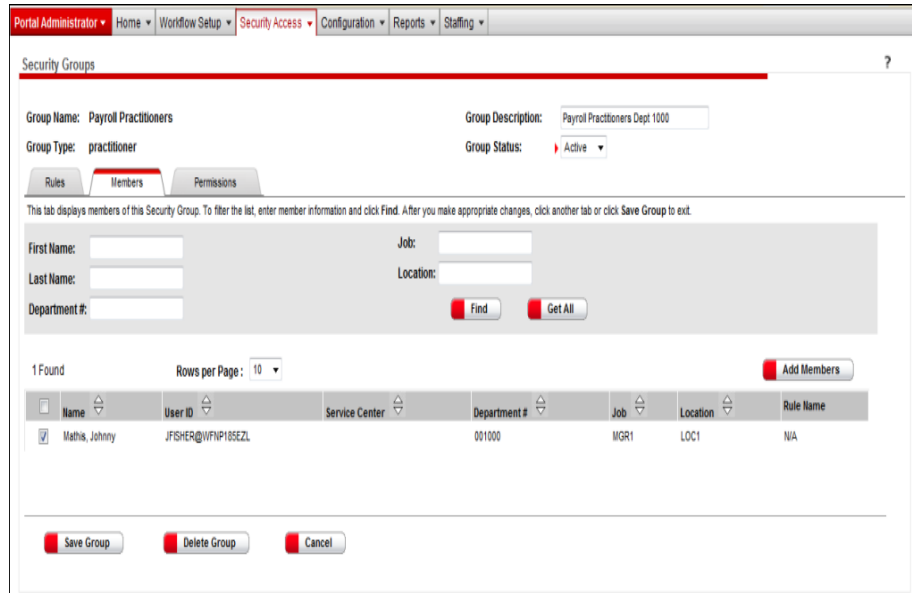 Portal Administrator Home Workflow Setup Security Access Configuration Reports Staffing
Security Groups ?
Group Name: Payroll Practitioners Group Description: Payroll Practitioners Dept 1000
Group Type: practitioner Group Status: Active
Rules Members Permissions
This tab displays members of this Security Group. To filter the list, enter member information and click Find. After you make appropriate changes, click another tab or click Save Group to exit.
First Name: Job:
Last Name: Location:
Department #:
Find Get All
1 Found Rows per Page : 10 Add Members
Name User ID Service Center Department # Job Location Rule Name
Mathis, Johnny JFISHER@WFNP185EZL 001000 MGR1 LOC1 N/A
Save Group Delete Group Cancel